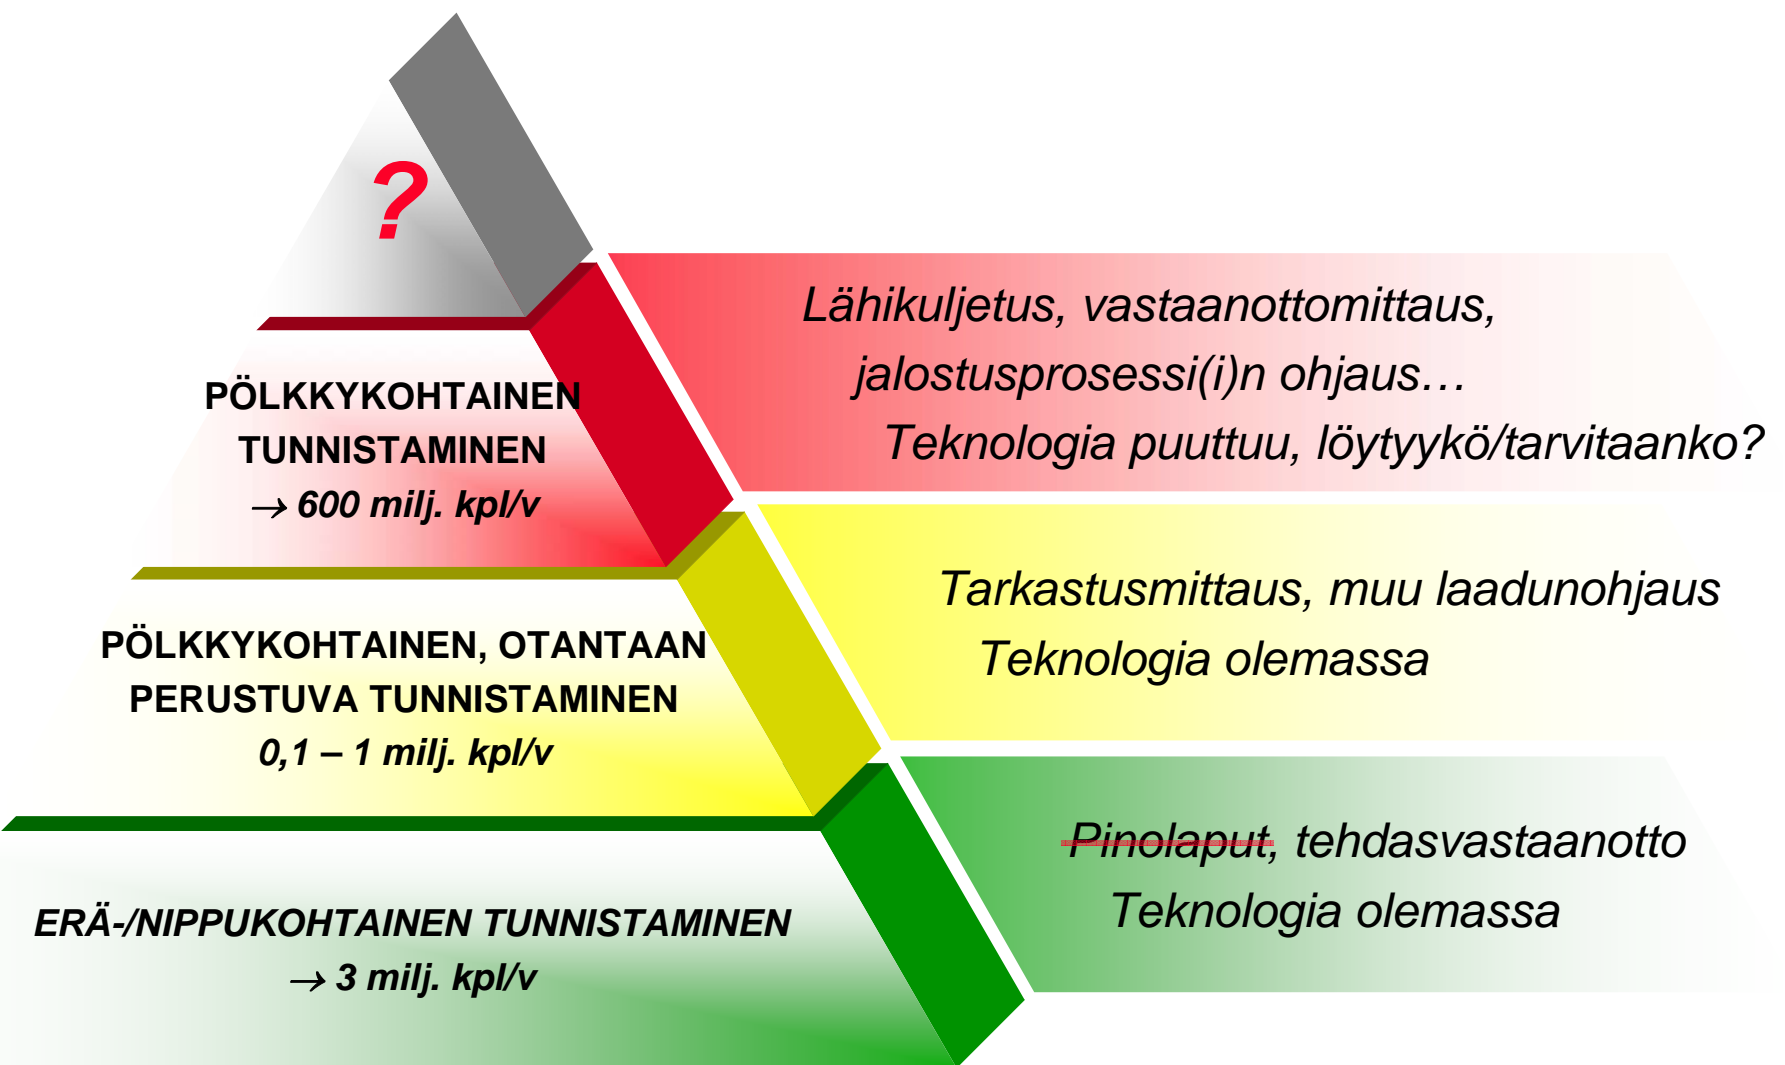 ?
PÖLKKYKOHTAINEN
TUNNISTAMINEN
→ 600 milj. kpl/v
Lähikuljetus, vastaanottomittaus,
jalostusprosessi(i)n ohjaus…
Teknologia puuttuu, löytyykö/tarvitaanko?
PÖLKKYKOHTAINEN, OTANTAAN
PERUSTUVA TUNNISTAMINEN
0,1 – 1 milj. kpl/v
Tarkastusmittaus, muu laadunohjaus
Teknologia olemassa
ERÄ-/NIPPUKOHTAINEN TUNNISTAMINEN
→ 3 milj. kpl/v
Pinolaput, tehdasvastaanotto
Teknologia olemassa